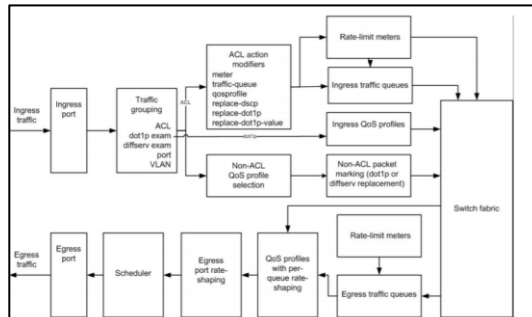 Ingress
traffic
Ingress
port
Traffic
grouping
ACL
dot1p exam
diffserv exam
port
VLAN
ACL
dot1p
ACL action
modifiers
meter
traffic-queue
qosprofile
replace-dscp
replace-dot1p
replace-dot1p-value
Rate-limit meters
Ingress traffic queues
Ingress QoS profiles
Non-ACL
QoS profile
selection
Non-ACL packet
marking (dot1p or
diffserv replacement)
Switch fabric
Egress
traffic
Egress
port
Scheduler
Egress
port rate-
shaping
QoS profiles
with per-
queue rate-
shaping
Rate-limit meters
Egress traffic queues